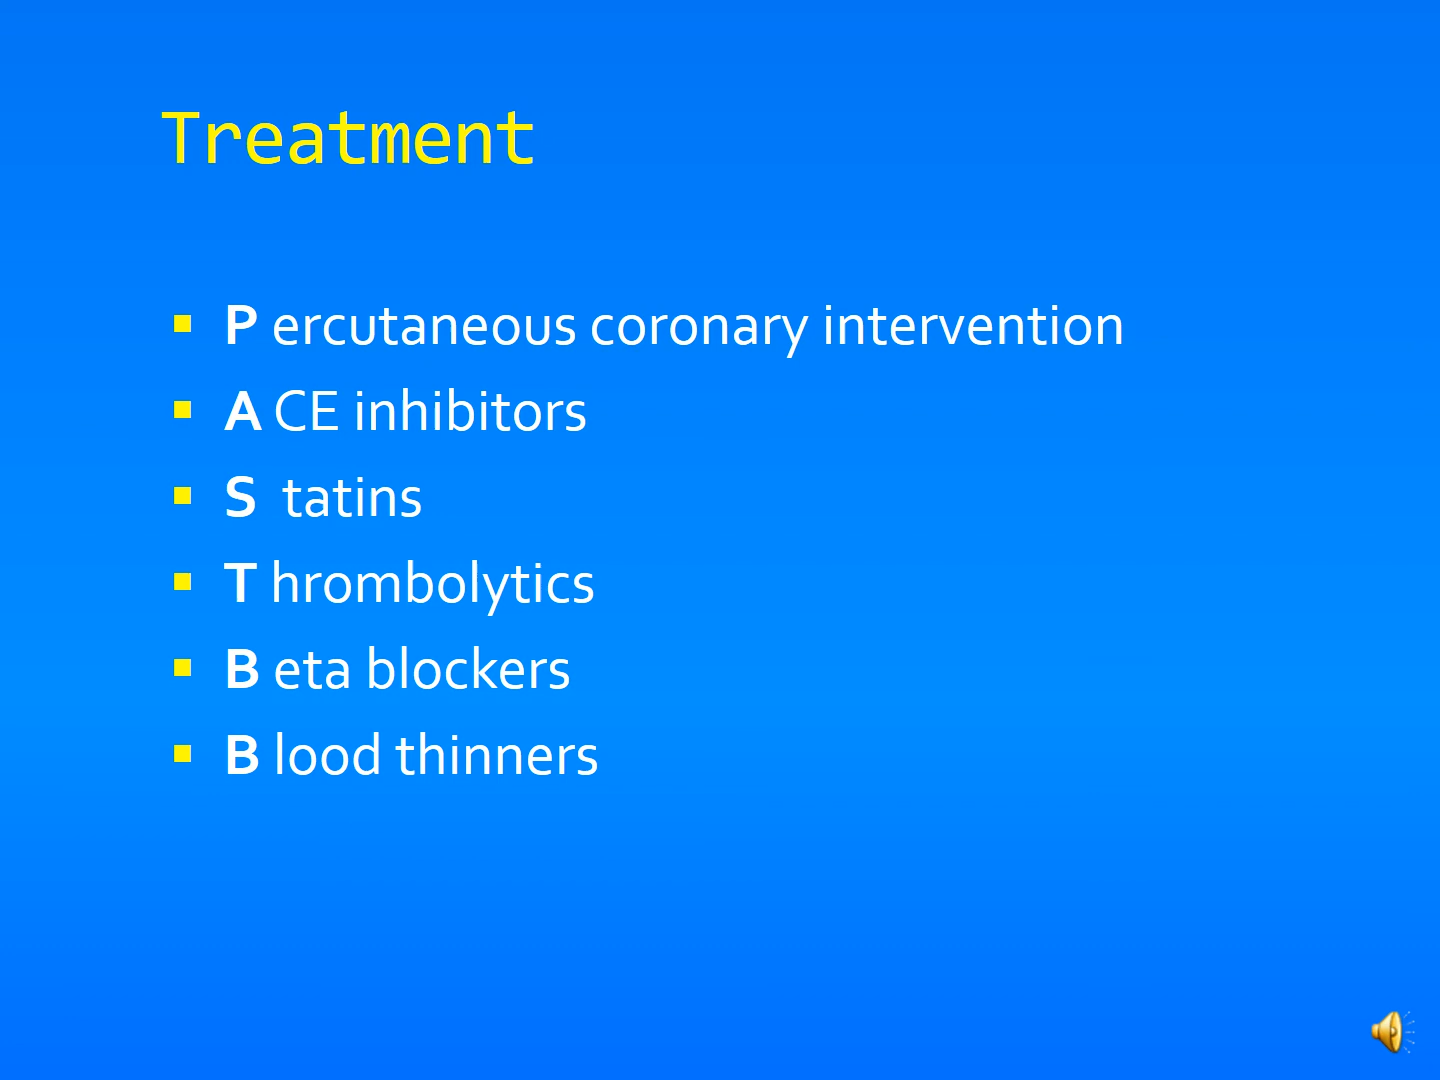 Treatment
P ercutaneous coronary intervention
A CE inhibitors
S tatins
T hrombolytics
B eta blockers
B lood thinners